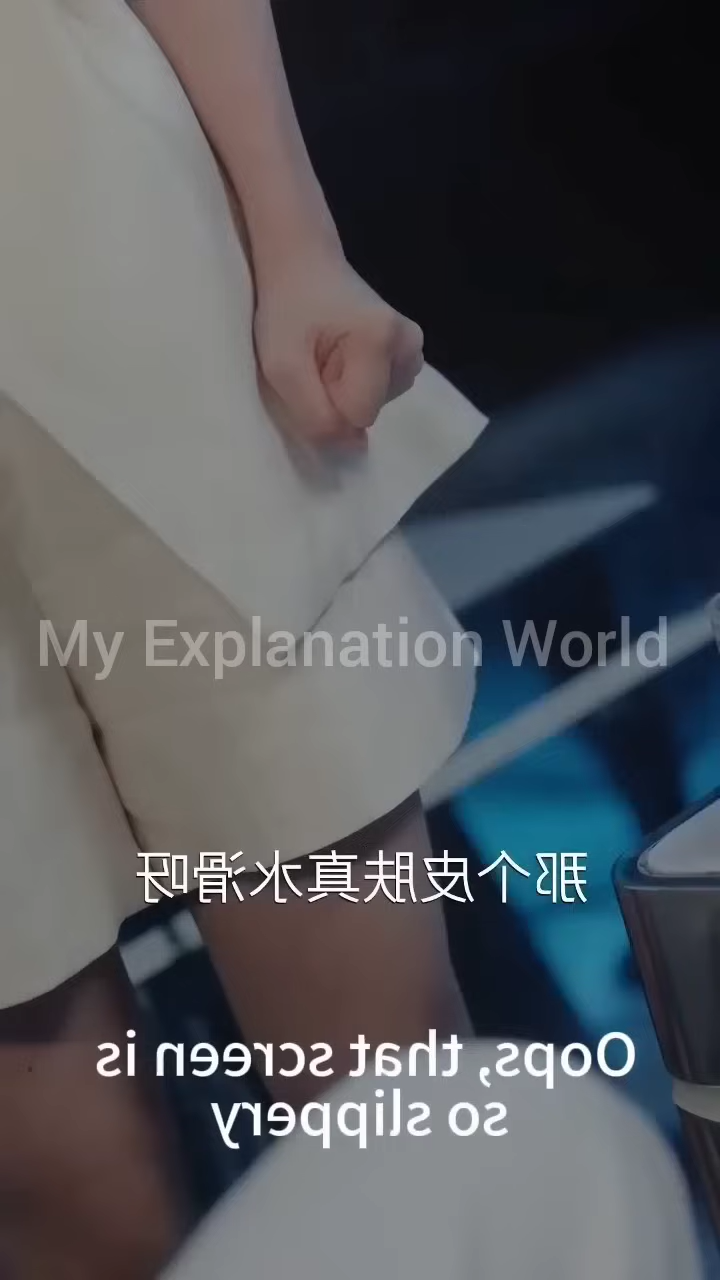 My Explanation World
那个皮肤真水滑呀
Oops, that screen is
so slippery